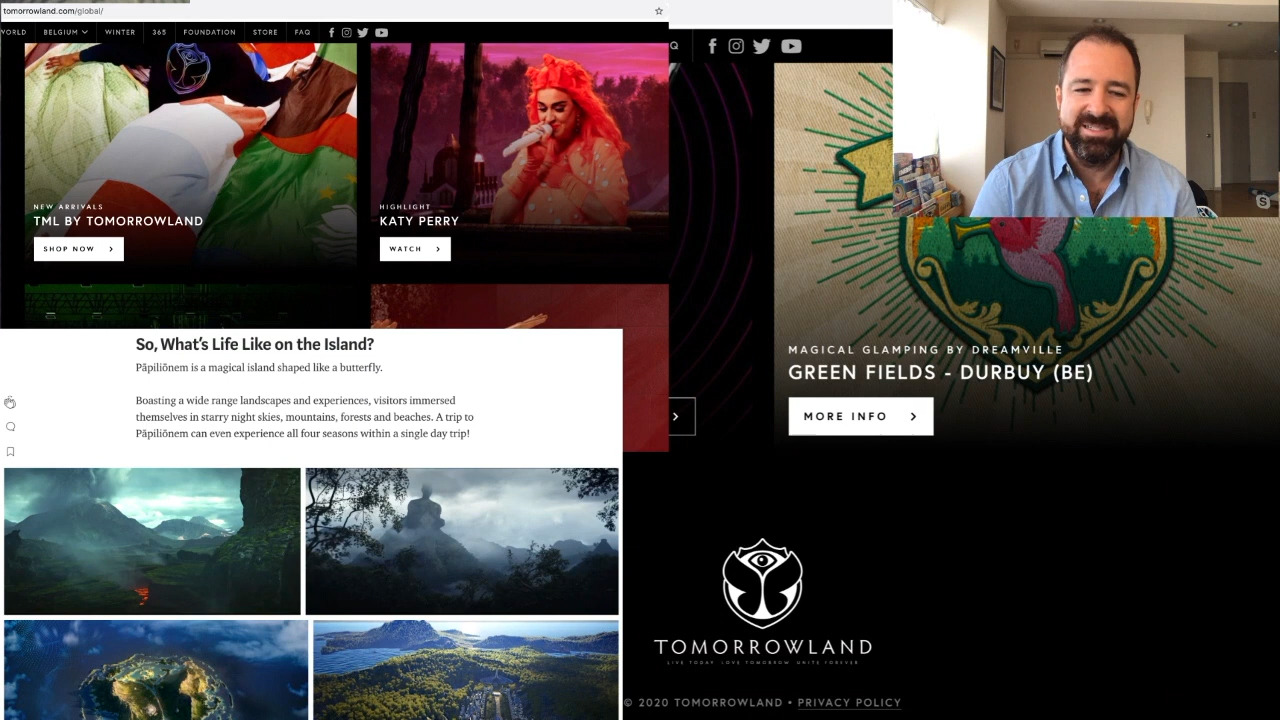 tomorrowland.com/global/
WORLD BELGIUM WINTER 365 FOUNDATION STORE FAQ
Q
NEW ARRIVALS
TML BY TOMORROWLAND
SHOP NOW
HIGHLIGHT
KATY PERRY
WATCH
MAGICAL GLAMPING BY DREAMVILLE
GREEN FIELDS - DURBUY (BE)
MORE INFO
So, What's Life Like on the Island?
Pāpiliōnem is a magical island shaped like a butterfly.
Boasting a wide range landscapes and experiences, visitors immersed
themselves in starry night skies, mountains, forests and beaches. A trip to
Pāpiliōnem can even experience all four seasons within a single day trip!
TOMORROWLAND
LIVE TODAY · LOVE TOMORROW · UNITE FOREVER
© 2020 TOMORROWLAND • PRIVACY POLICY